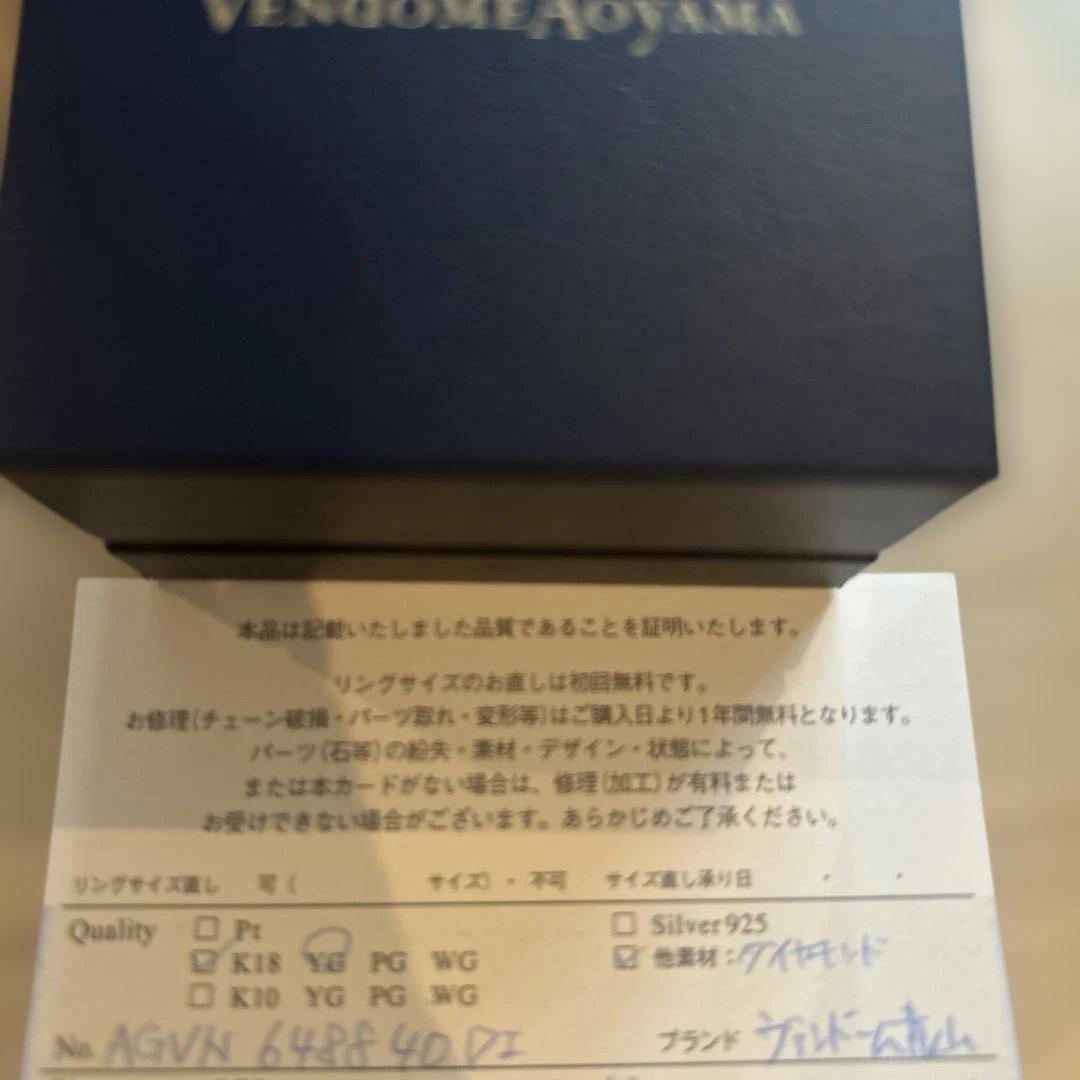 VENDOME AOYAMA
本品は記載いたしました品質であることを証明いたします。
リングサイズのお直しは初回無料です。
お修理(チェーン破損・パーツ取れ・変形等)はご購入日より1年間無料となります。
パーツ(石等)の紛失・素材・デザイン・状態によって、
または本カードがない場合は、修理(加工)が有料または
お受けできない場合がございます。あらかじめご了承ください。
リングサイズ直し 可( サイズ)・不可 サイズ直し承り日 ・ ・
Quality □ Pt □ Silver925
☑ K18 YG PG WG ☑ 他素材:ダイヤモンド
□ K10 YG PG WG
No. AGVN 648840DI ブランド ヴァンドーム青山